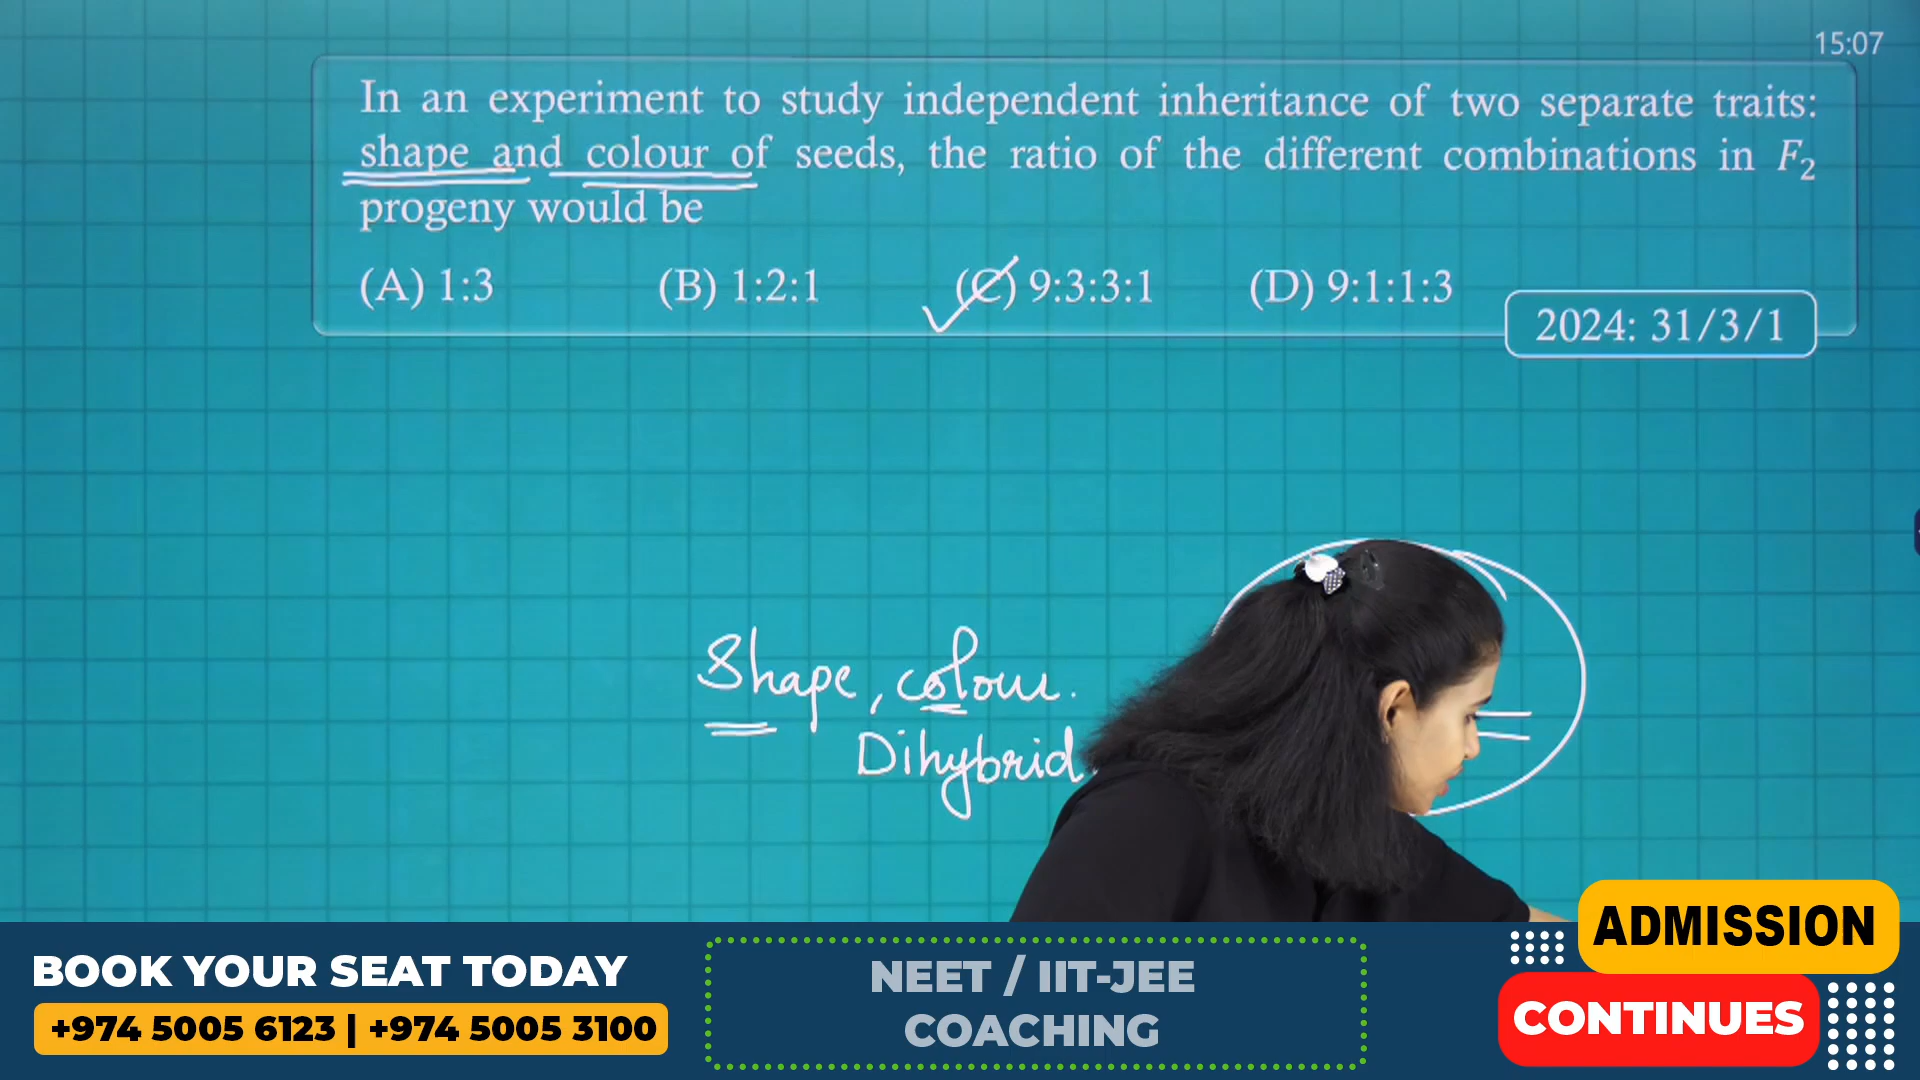 15:07
In an experiment to study independent inheritance of two separate traits:
shape and colour of seeds, the ratio of the different combinations in F₂
progeny would be
(A) 1:3 (B) 1:2:1 (C) 9:3:3:1 (D) 9:1:1:3
2024: 31/3/1
Shape, colour.
Dihybrid
BOOK YOUR SEAT TODAY
+974 5005 6123 | +974 5005 3100
NEET / IIT-JEE
COACHING
ADMISSION
CONTINUES